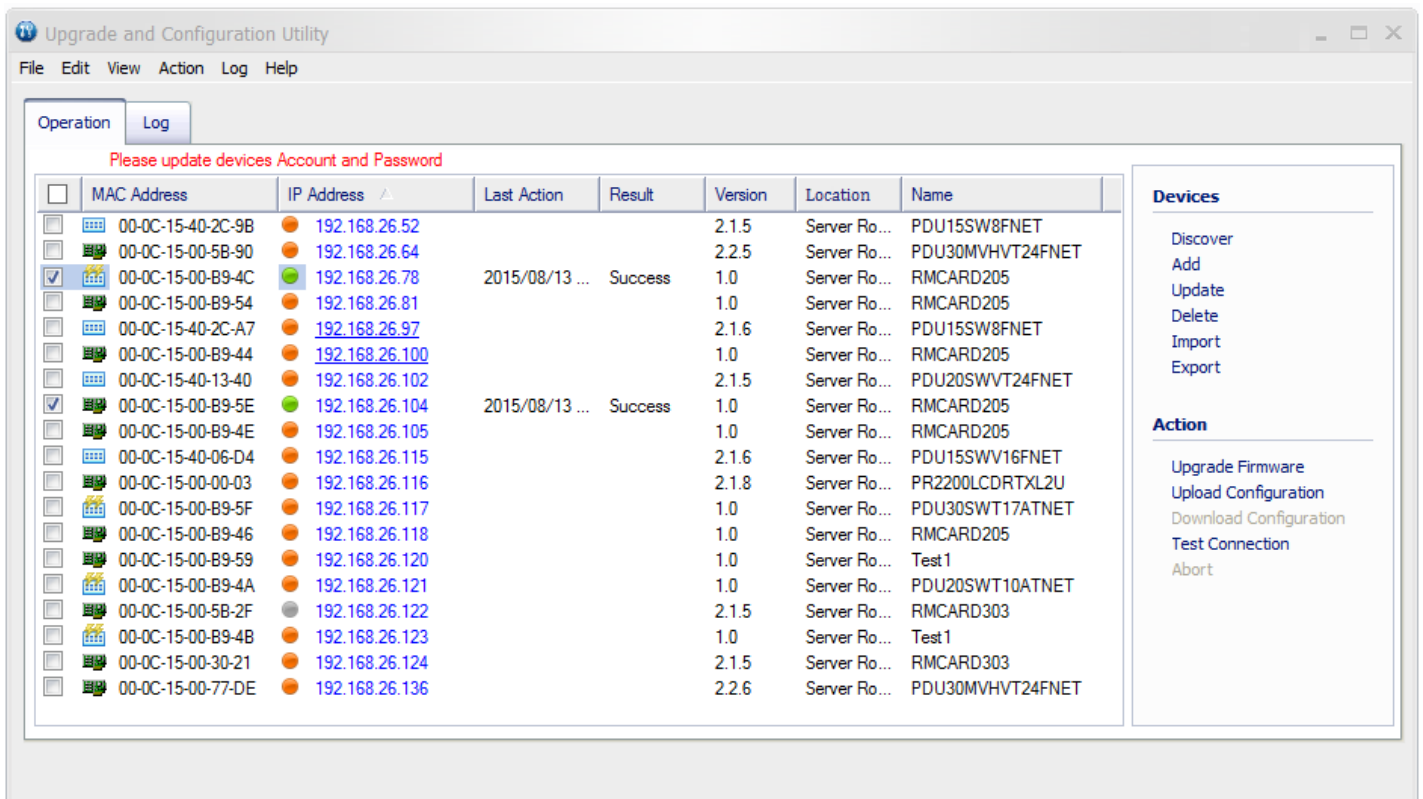 Upgrade and Configuration Utility
File Edit View Action Log Help
Operation Log
Please update devices Account and Password
MAC Address IP Address Last Action Result Version Location Name
00-0C-15-40-2C-9B 192.168.26.52 2.1.5 Server Ro... PDU15SW8FNET
00-0C-15-00-5B-90 192.168.26.64 2.2.5 Server Ro... PDU30MVHVT24FNET
00-0C-15-00-B9-4C 192.168.26.78 2015/08/13 ... Success 1.0 Server Ro... RMCARD205
00-0C-15-00-B9-54 192.168.26.81 1.0 Server Ro... RMCARD205
00-0C-15-40-2C-A7 192.168.26.97 2.1.6 Server Ro... PDU15SW8FNET
00-0C-15-00-B9-44 192.168.26.100 1.0 Server Ro... RMCARD205
00-0C-15-40-13-40 192.168.26.102 2.1.5 Server Ro... PDU20SWVT24FNET
00-0C-15-00-B9-5E 192.168.26.104 2015/08/13 ... Success 1.0 Server Ro... RMCARD205
00-0C-15-00-B9-4E 192.168.26.105 1.0 Server Ro... RMCARD205
00-0C-15-40-06-D4 192.168.26.115 2.1.6 Server Ro... PDU15SWV16FNET
00-0C-15-00-00-03 192.168.26.116 2.1.8 Server Ro... PR2200LCDRTXL2U
00-0C-15-00-B9-5F 192.168.26.117 1.0 Server Ro... PDU30SWT17ATNET
00-0C-15-00-B9-46 192.168.26.118 1.0 Server Ro... RMCARD205
00-0C-15-00-B9-59 192.168.26.120 1.0 Server Ro... Test1
00-0C-15-00-B9-4A 192.168.26.121 1.0 Server Ro... PDU20SWT10ATNET
00-0C-15-00-5B-2F 192.168.26.122 2.1.5 Server Ro... RMCARD303
00-0C-15-00-B9-4B 192.168.26.123 1.0 Server Ro... Test1
00-0C-15-00-30-21 192.168.26.124 2.1.5 Server Ro... RMCARD303
00-0C-15-00-77-DE 192.168.26.136 2.2.6 Server Ro... PDU30MVHVT24FNET
Devices
Discover
Add
Update
Delete
Import
Export
Action
Upgrade Firmware
Upload Configuration
Download Configuration
Test Connection
Abort